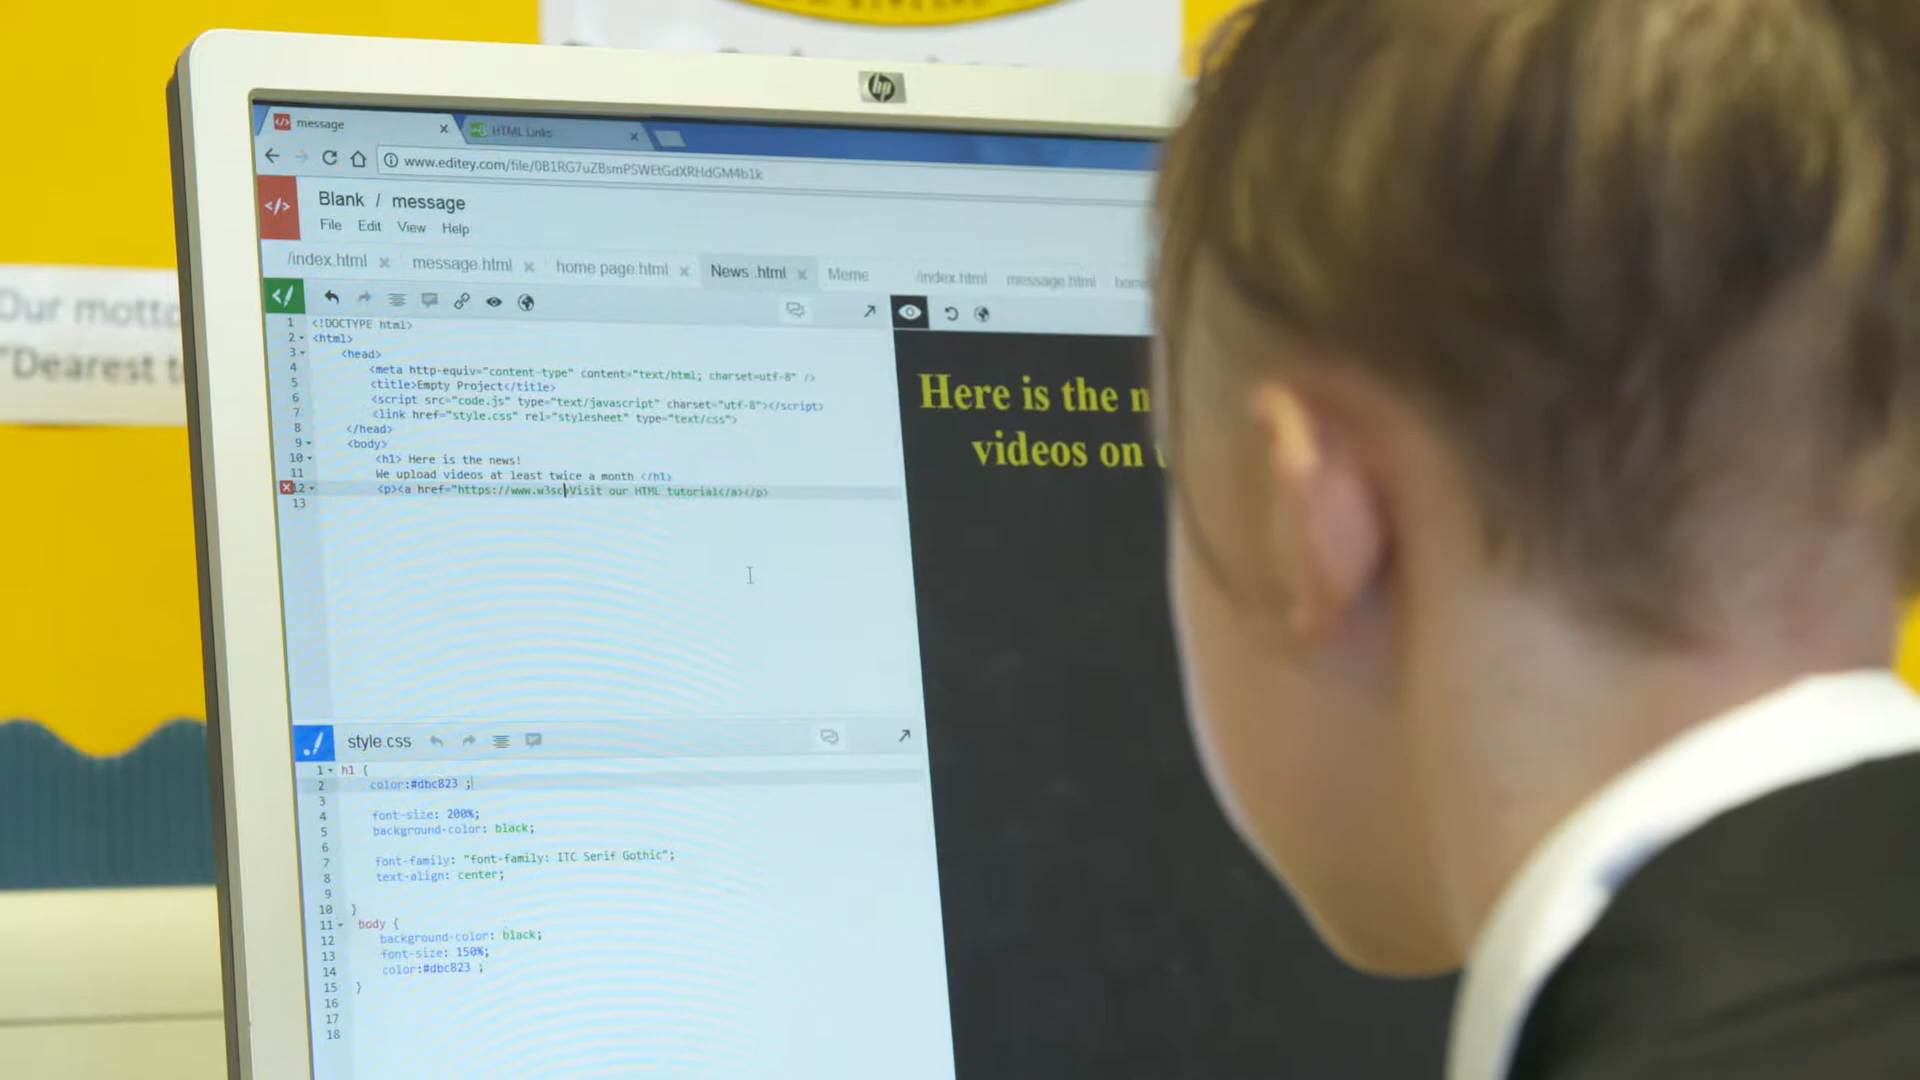 hp
message
HTML Links
www.editey.com/file/0B1RG7uZBsmPSWEtGdXRHdGM4b1k
Blank / message
File Edit View Help
/index.html message.html home page.html News .html Meme /index.html message.html
Our motto
"Dearest
1 <!DOCTYPE html>
2 <html>
3 <head>
4 <meta http-equiv="content-type" content="text/html; charset=utf-8" />
5 <title>Empty Project</title>
6 <script src="code.js" type="text/javascript" charset="utf-8"></script>
7 <link href="style.css" rel="stylesheet" type="text/css">
8 </head>
9 <body>
10 <h1> Here is the news!
11 We upload videos at least twice a month </h1>
12 <p><a href="https://www.w3scVisit our HTML tutorial</a></p>
13
Here is the
videos on
style.css
1 h1 {
2 color:#dbc823 ;
3
4 font-size: 200%;
5 background-color: black;
6
7 font-family: "font-family: ITC Serif Gothic";
8 text-align: center;
9
10 }
11 body {
12 background-color: black;
13 font-size: 150%;
14 color:#dbc823 ;
15 }
16
17
18